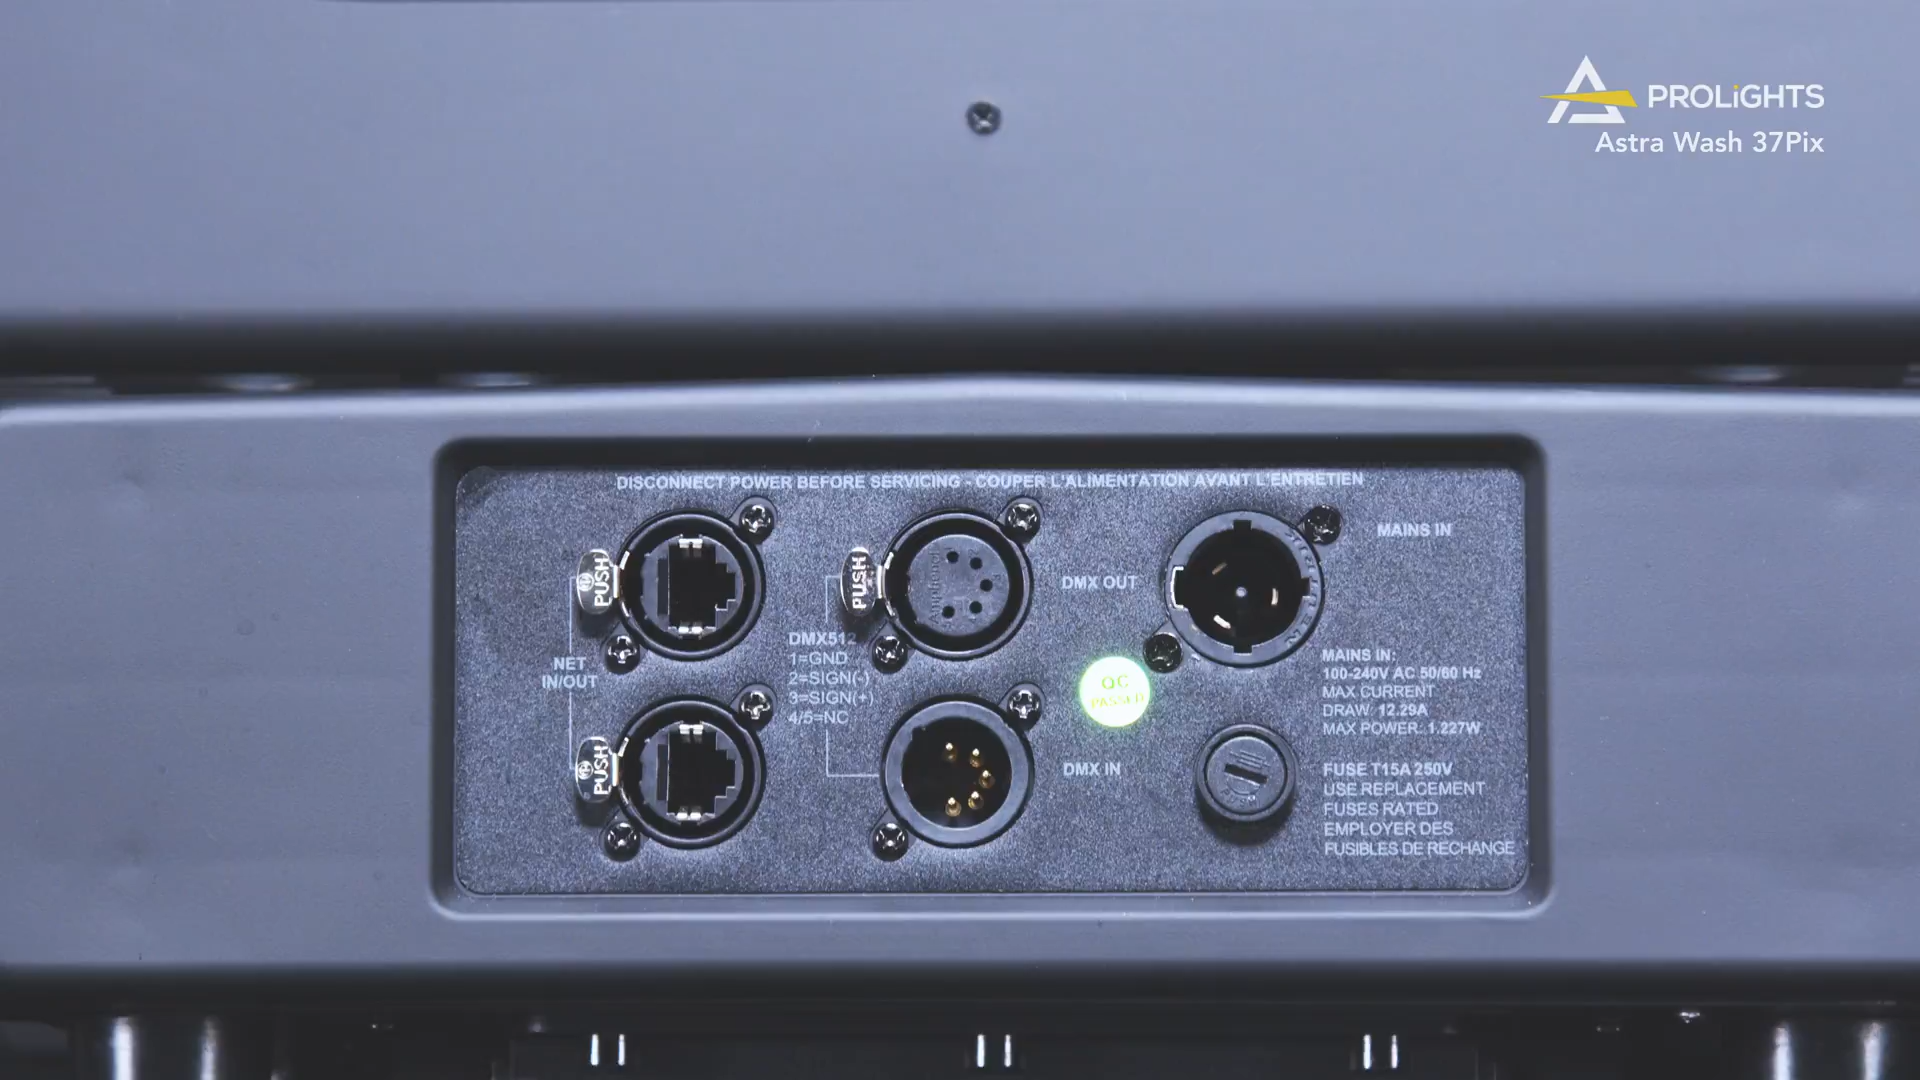 PROLIGHTS
Astra Wash 37Pix
DISCONNECT POWER BEFORE SERVICING - COUPER L'ALIMENTATION AVANT L'ENTRETIEN
MAINS IN
PUSH
PUSH
DMX OUT
DMX512
1=GND
2=SIGN(-)
3=SIGN(+)
4/5=NC
NET
IN/OUT
QC
PASSED
MAINS IN:
100-240V AC 50/60 Hz
MAX CURRENT
DRAW: 12.29A
MAX POWER: 1.227W
PUSH
DMX IN
FUSE T15A 250V
USE REPLACEMENT
FUSES RATED
EMPLOYER DES
FUSIBLES DE RECHANGE